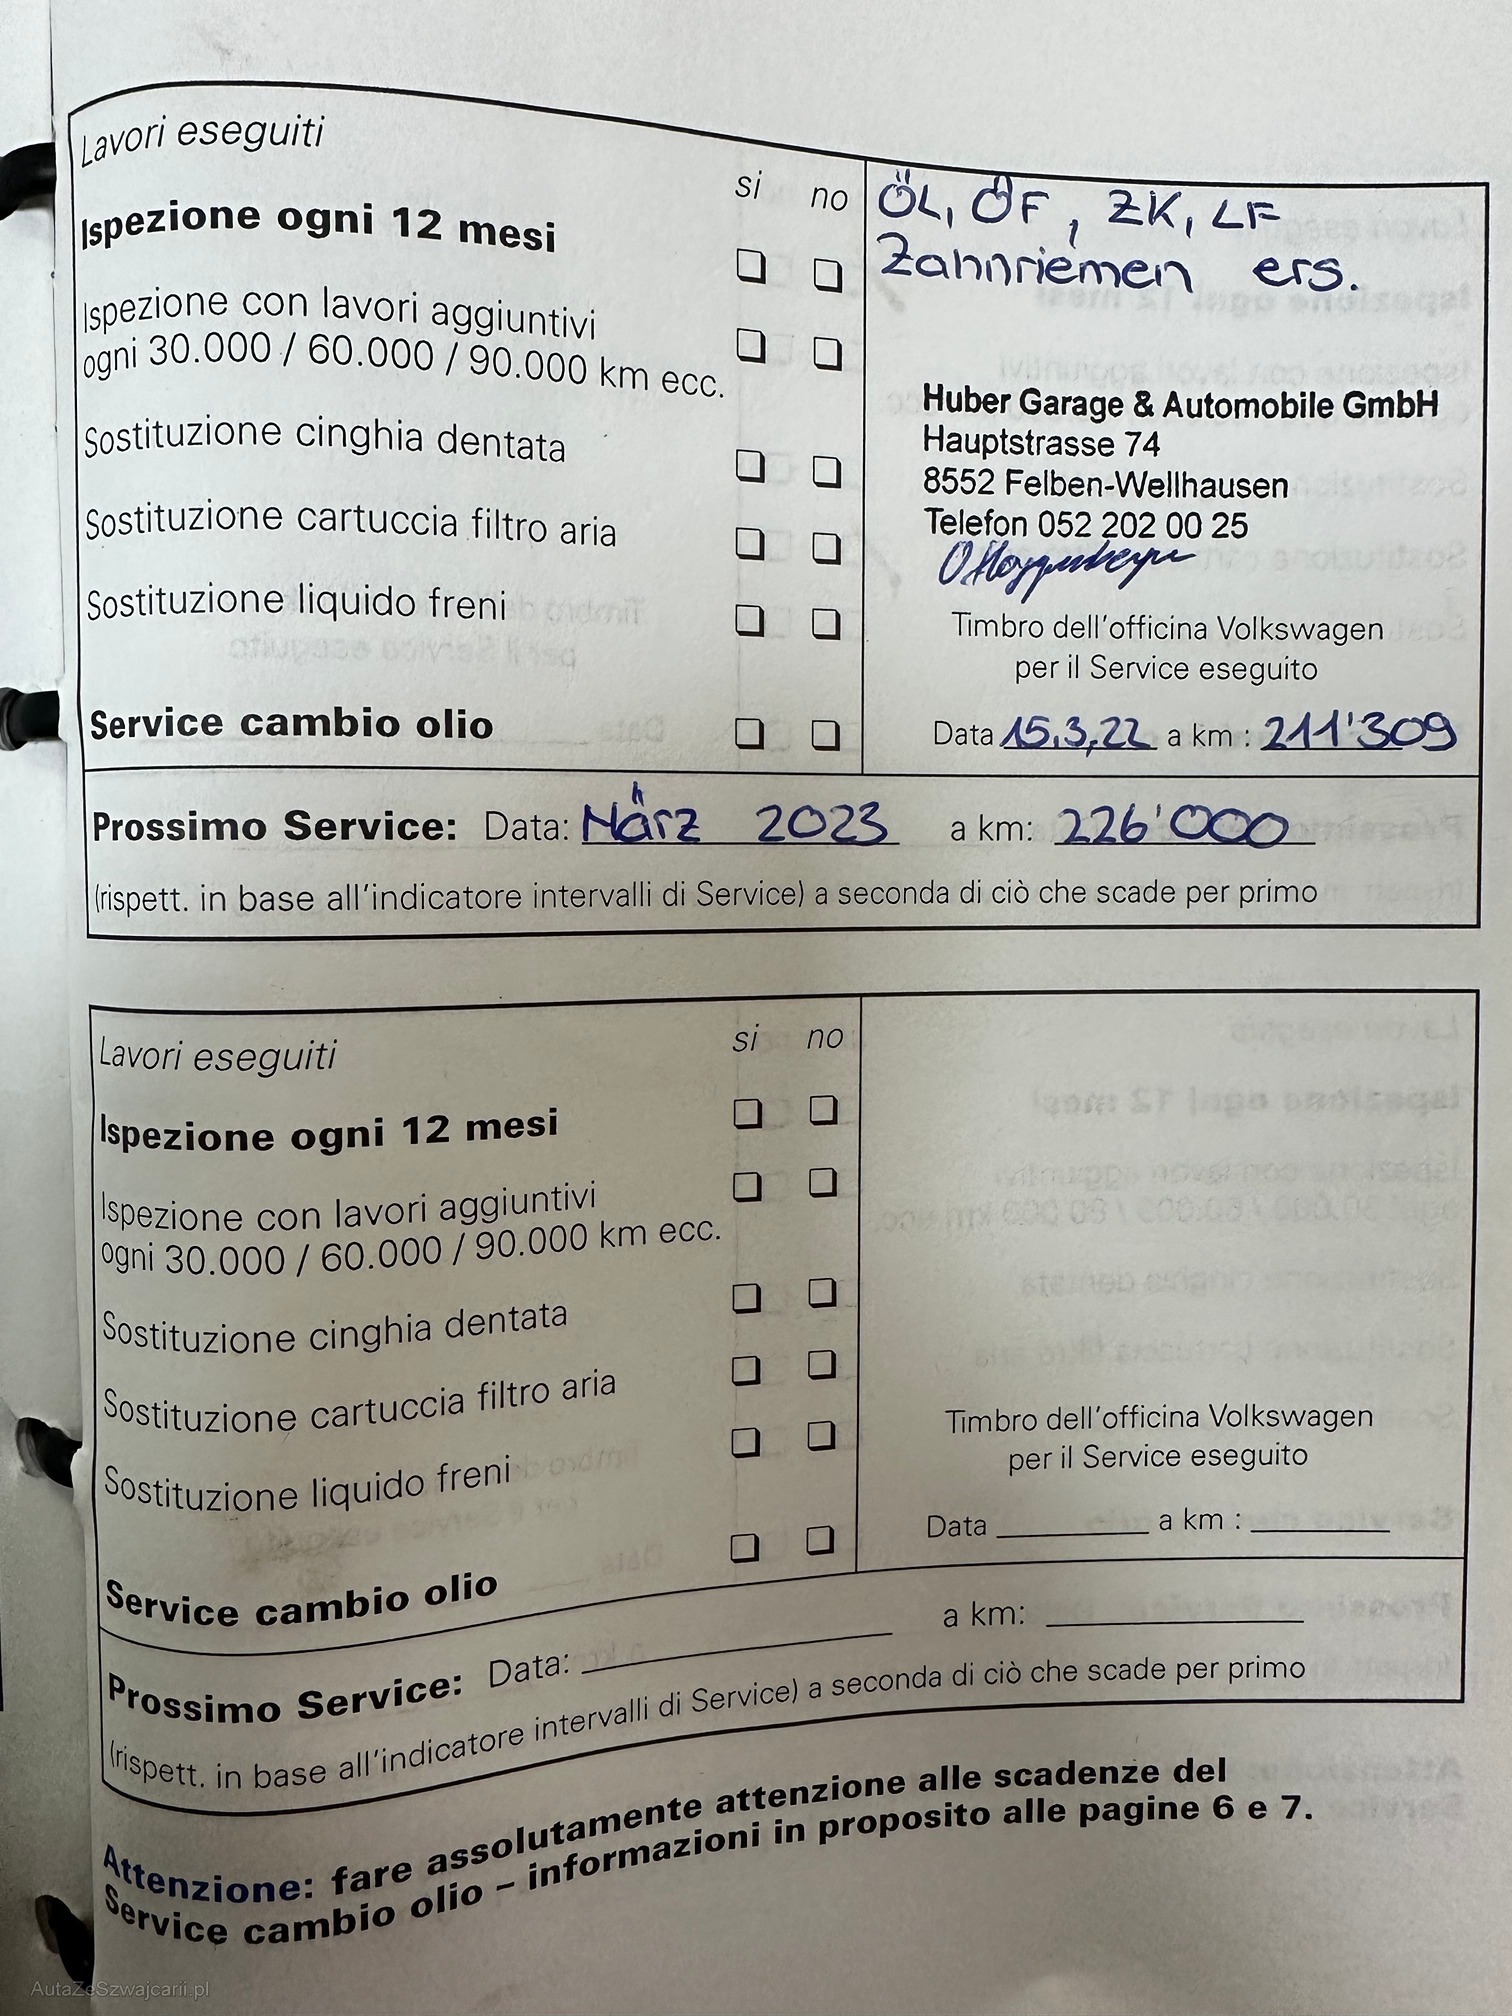 Lavori eseguiti
si no
Ispezione ogni 12 mesi
Ispezione con lavori aggiuntivi
ogni 30.000 / 60.000 / 90.000 km ecc.
Sostituzione cinghia dentata
Sostituzione cartuccia filtro aria
Sostituzione liquido freni
Service cambio olio
ÖL, ÖF, ZK, LF
Zahnriemen ers.
Huber Garage & Automobile GmbH
Hauptstrasse 74
8552 Felben-Wellhausen
Telefon 052 202 00 25
Timbro dell'officina Volkswagen
per il Service eseguito
Data 15.3.22 a km : 211'309
Prossimo Service: Data: März 2023 a km: 226'000
(rispett. in base all'indicatore intervalli di Service) a seconda di ciò che scade per primo
Lavori eseguiti
si no
Ispezione ogni 12 mesi
Ispezione con lavori aggiuntivi
ogni 30.000 / 60.000 / 90.000 km ecc.
Sostituzione cinghia dentata
Sostituzione cartuccia filtro aria
Sostituzione liquido freni
Service cambio olio
Timbro dell'officina Volkswagen
per il Service eseguito
Data a km :
Prossimo Service: Data: a km:
(rispett. in base all'indicatore intervalli di Service) a seconda di ciò che scade per primo
Attenzione: fare assolutamente attenzione alle scadenze del
Service cambio olio – informazioni in proposito alle pagine 6 e 7.
AutaZeSzwajcarii.pl